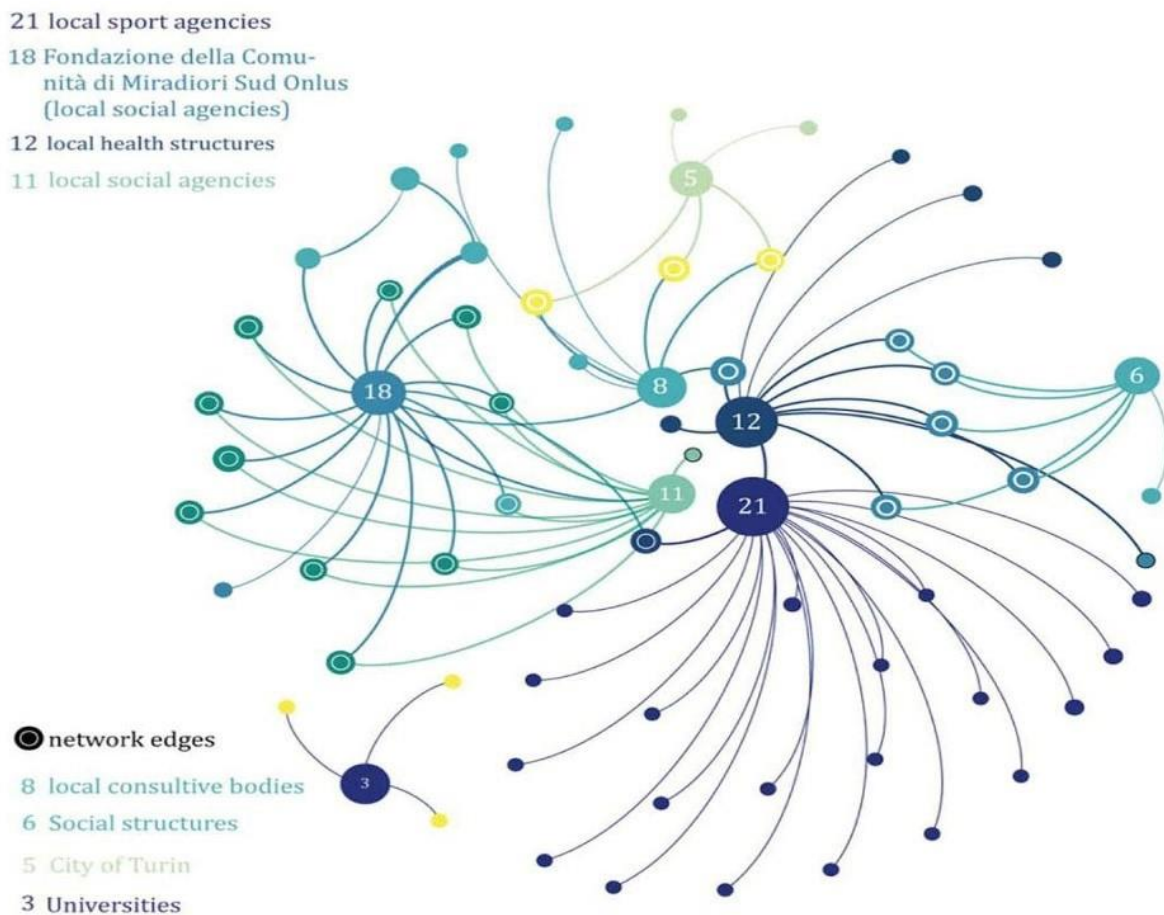 21 local sport agencies
18 Fondazione della Comu-
nità di Miradiori Sud Onlus
(local social agencies)
12 local health structures
11 local social agencies
5
18
8
6
12
11
21
3
network edges
8 local consultive bodies
6 Social structures
5 City of Turin
3 Universities